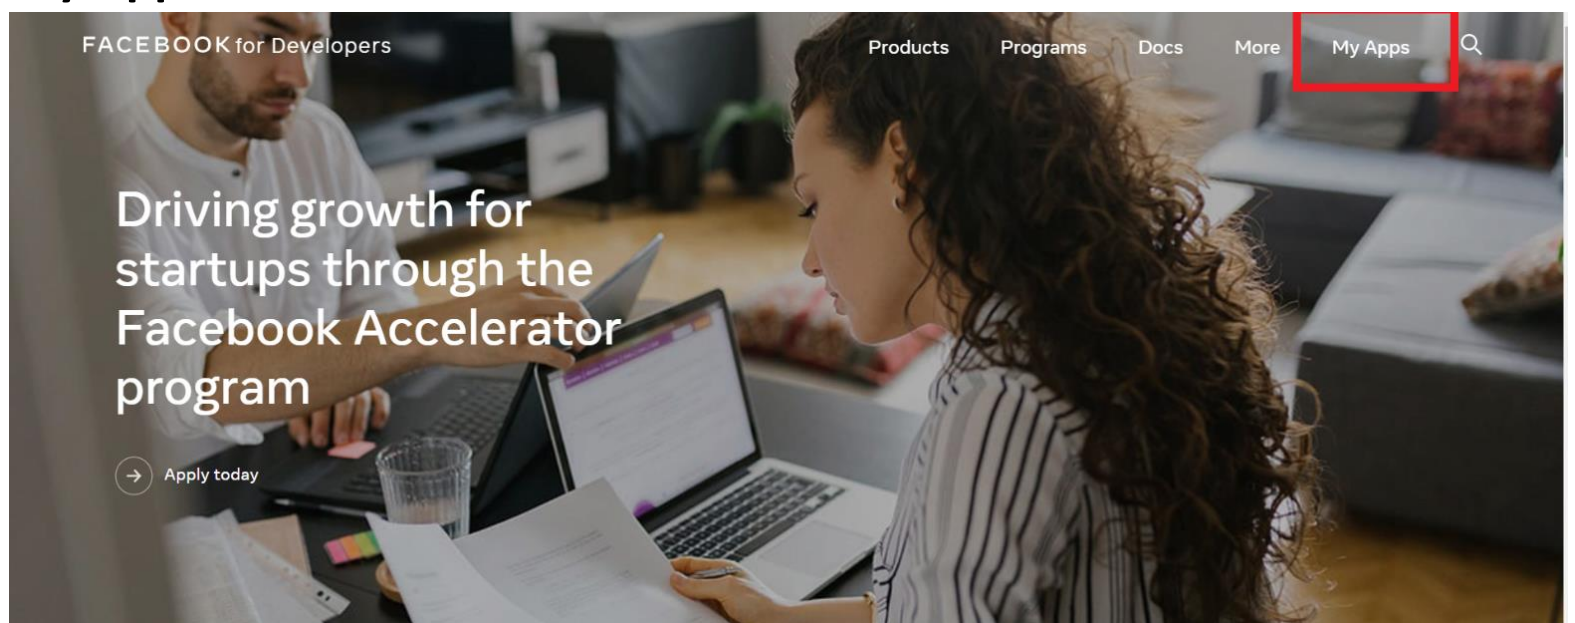 FACEBOOK for Developers
Products Programs Docs More My Apps
Driving growth for
startups through the
Facebook Accelerator
program
Apply today